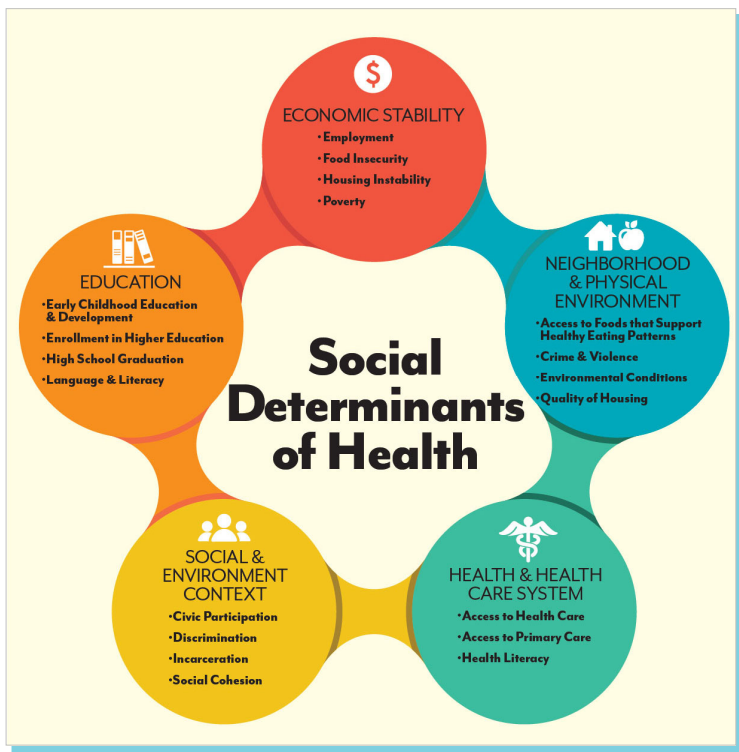 $
ECONOMIC STABILITY
•Employment
•Food Insecurity
•Housing Instability
•Poverty
NEIGHBORHOOD
& PHYSICAL
ENVIRONMENT
•Access to Foods that Support
Healthy Eating Patterns
•Crime & Violence
•Environmental Conditions
•Quality of Housing
EDUCATION
•Early Childhood Education
& Development
•Enrollment in Higher Education
•High School Graduation
•Language & Literacy
Social
Determinants
of Health
SOCIAL &
ENVIRONMENT
CONTEXT
•Civic Participation
•Discrimination
•Incarceration
•Social Cohesion
HEALTH & HEALTH
CARE SYSTEM
•Access to Health Care
•Access to Primary Care
•Health Literacy